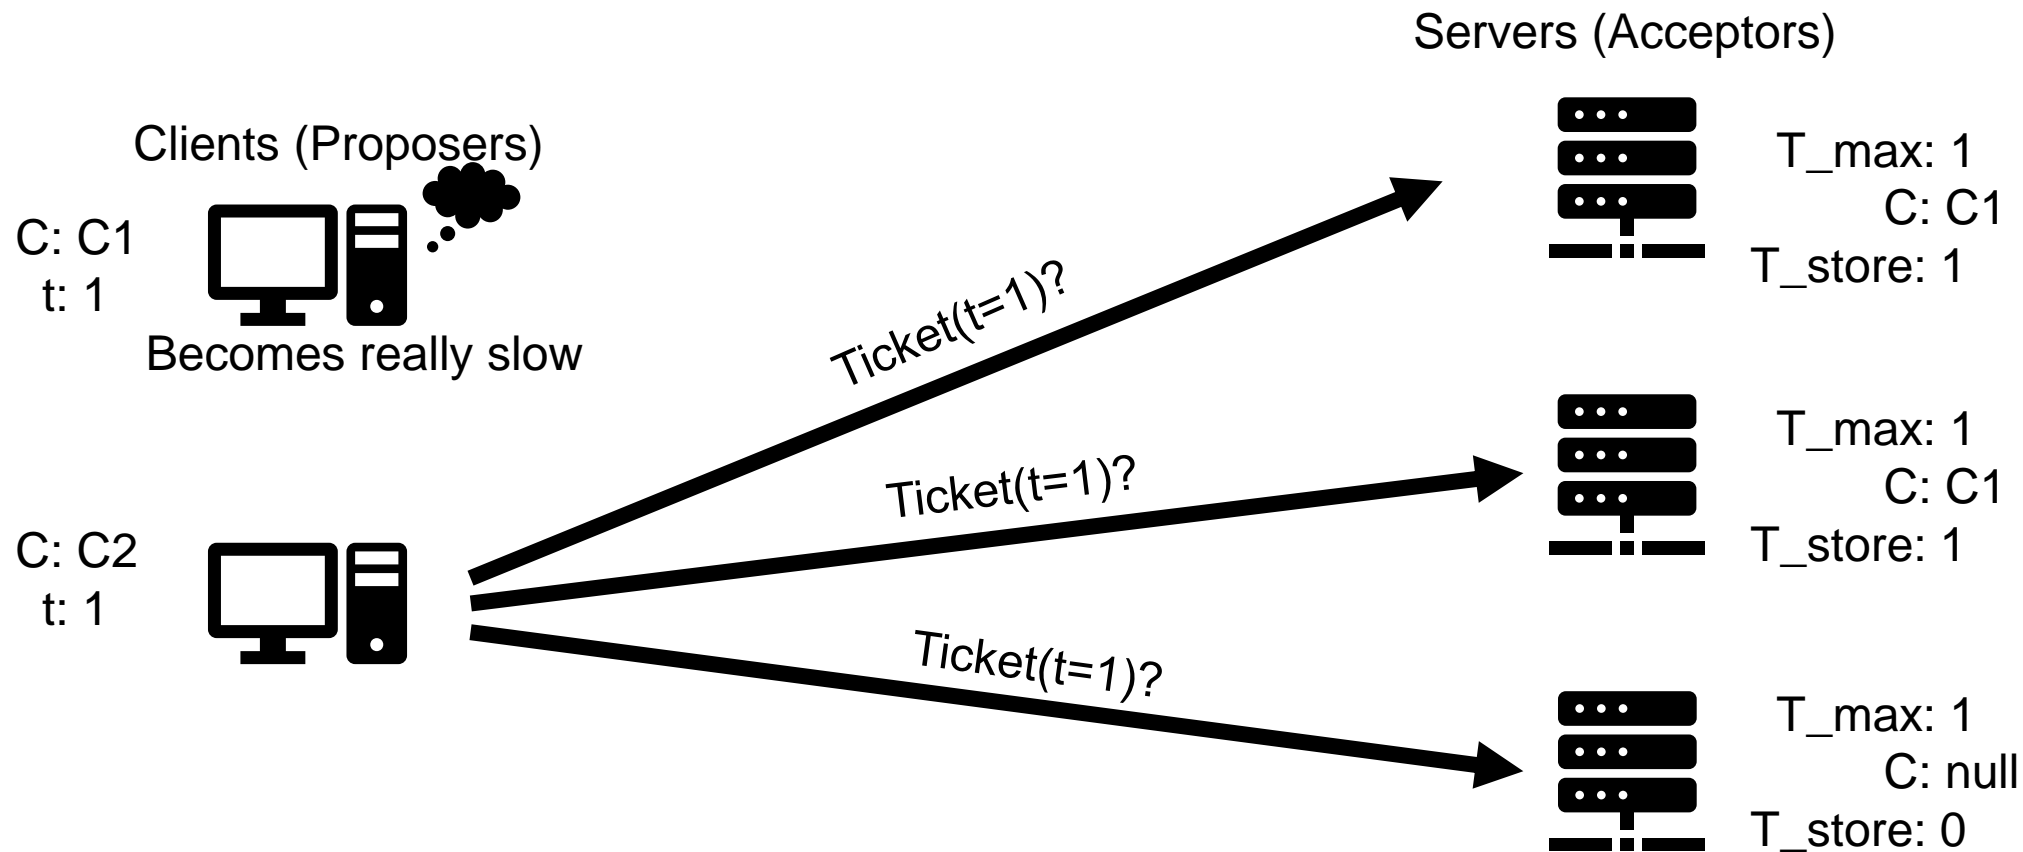 Servers (Acceptors)
Clients (Proposers)
C: C1
t: 1
Becomes really slow
C: C2
t: 1
Ticket(t=1)?
Ticket(t=1)?
Ticket(t=1)?
T_max: 1
C: C1
T_store: 1
T_max: 1
C: C1
T_store: 1
T_max: 1
C: null
T_store: 0